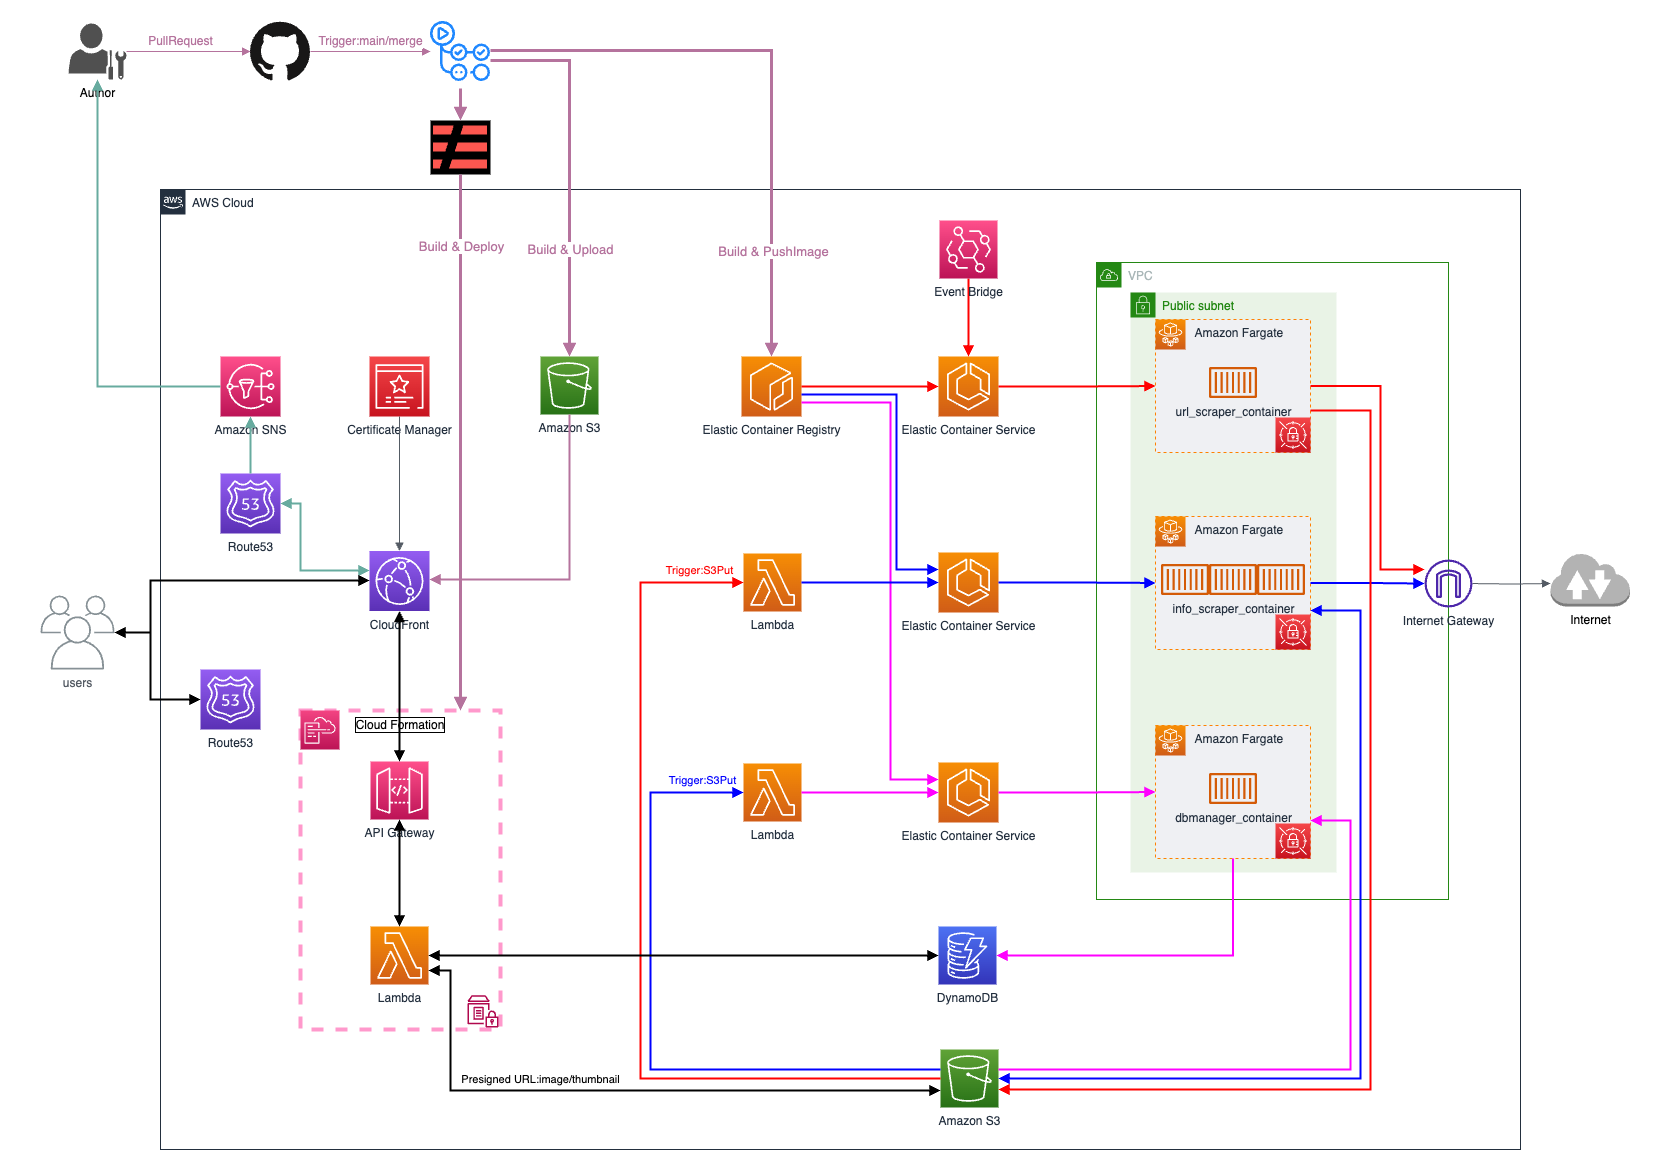 PullRequest
Trigger:main/merge
Author
aws
AWS Cloud
Build & Deploy
Build & Upload
Build & PushImage
Event Bridge
VPC
Public subnet
Amazon Fargate
url_scraper_container
Amazon SNS
Certificate Manager
Amazon S3
Elastic Container Registry
Elastic Container Service
53
Route53
Amazon Fargate
info_scraper_container
Trigger:S3Put
Lambda
Elastic Container Service
CloudFront
Internet Gateway
Internet
users
53
Route53
Cloud Formation
Amazon Fargate
dbmanager_container
Trigger:S3Put
Lambda
Elastic Container Service
API Gateway
Lambda
DynamoDB
Presigned URL:image/thumbnail
Amazon S3